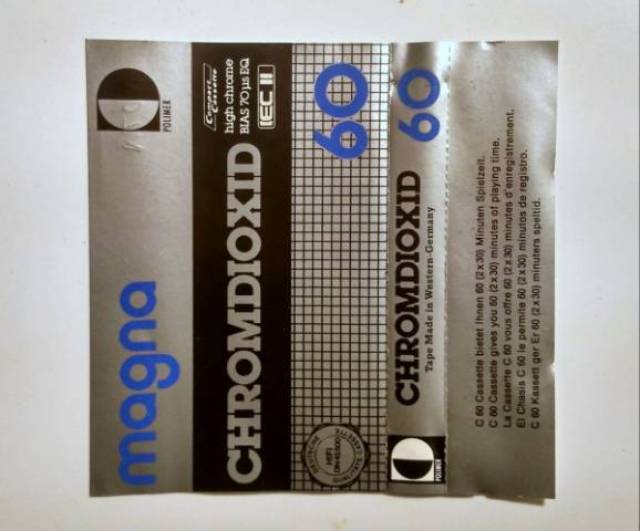 magna
POLIMER
CHROMDIOXID
Compact
Cassette
high chrome
BIAS 70 µs EQ
IEC II
60
CHROMDIOXID
60
Tape Made in Western-Germany
POLIMER
C 60 Cassette bietet Ihnen 60 (2x30) Minuten Spielzeit.
C 60 Cassette gives you 60 (2x30) minutes of playing time.
La Cassette C 60 vous offre 60 (2x30) minutes d'enregistrement.
El Chasis C 60 le permite 60 (2x30) minutos de registro.
C 60 Kassett ger Er 60 (2x30) minuters speltid.